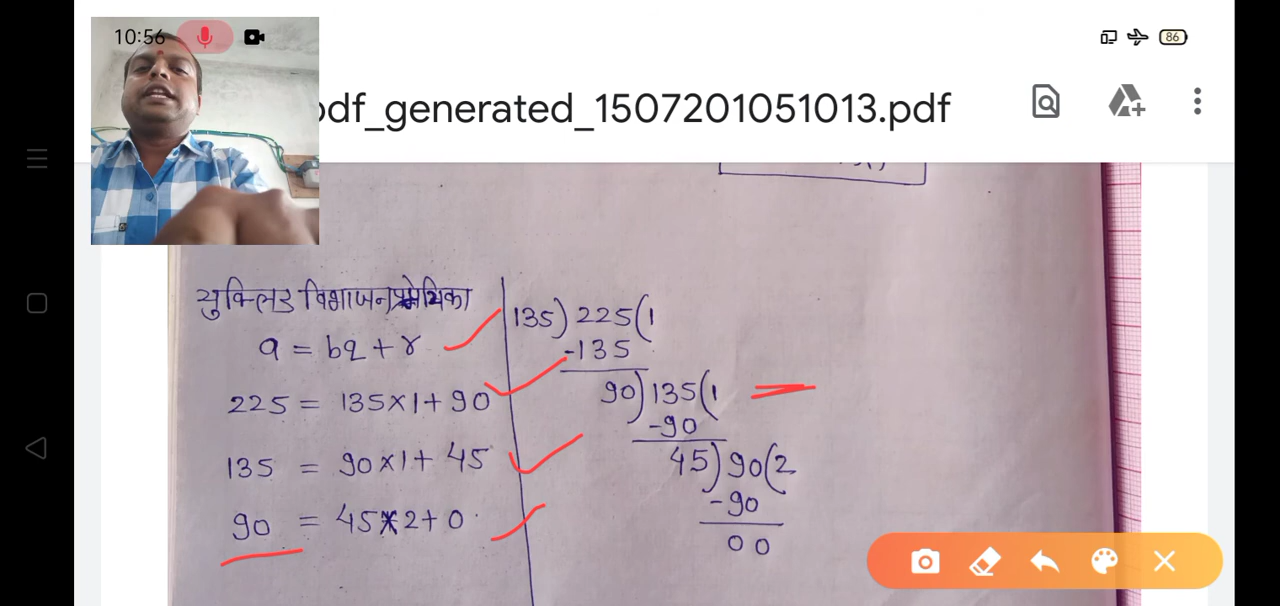 10:56
86
pdf_generated_1507201051013.pdf
युक्लिड विभाजन प्रमेयिका
a = bq + r
225 = 135×1+90
135 = 90×1+ 45
90 = 45×2+0
135) 225(1
-135
90) 135(1
-90
45) 90(2
-90
00